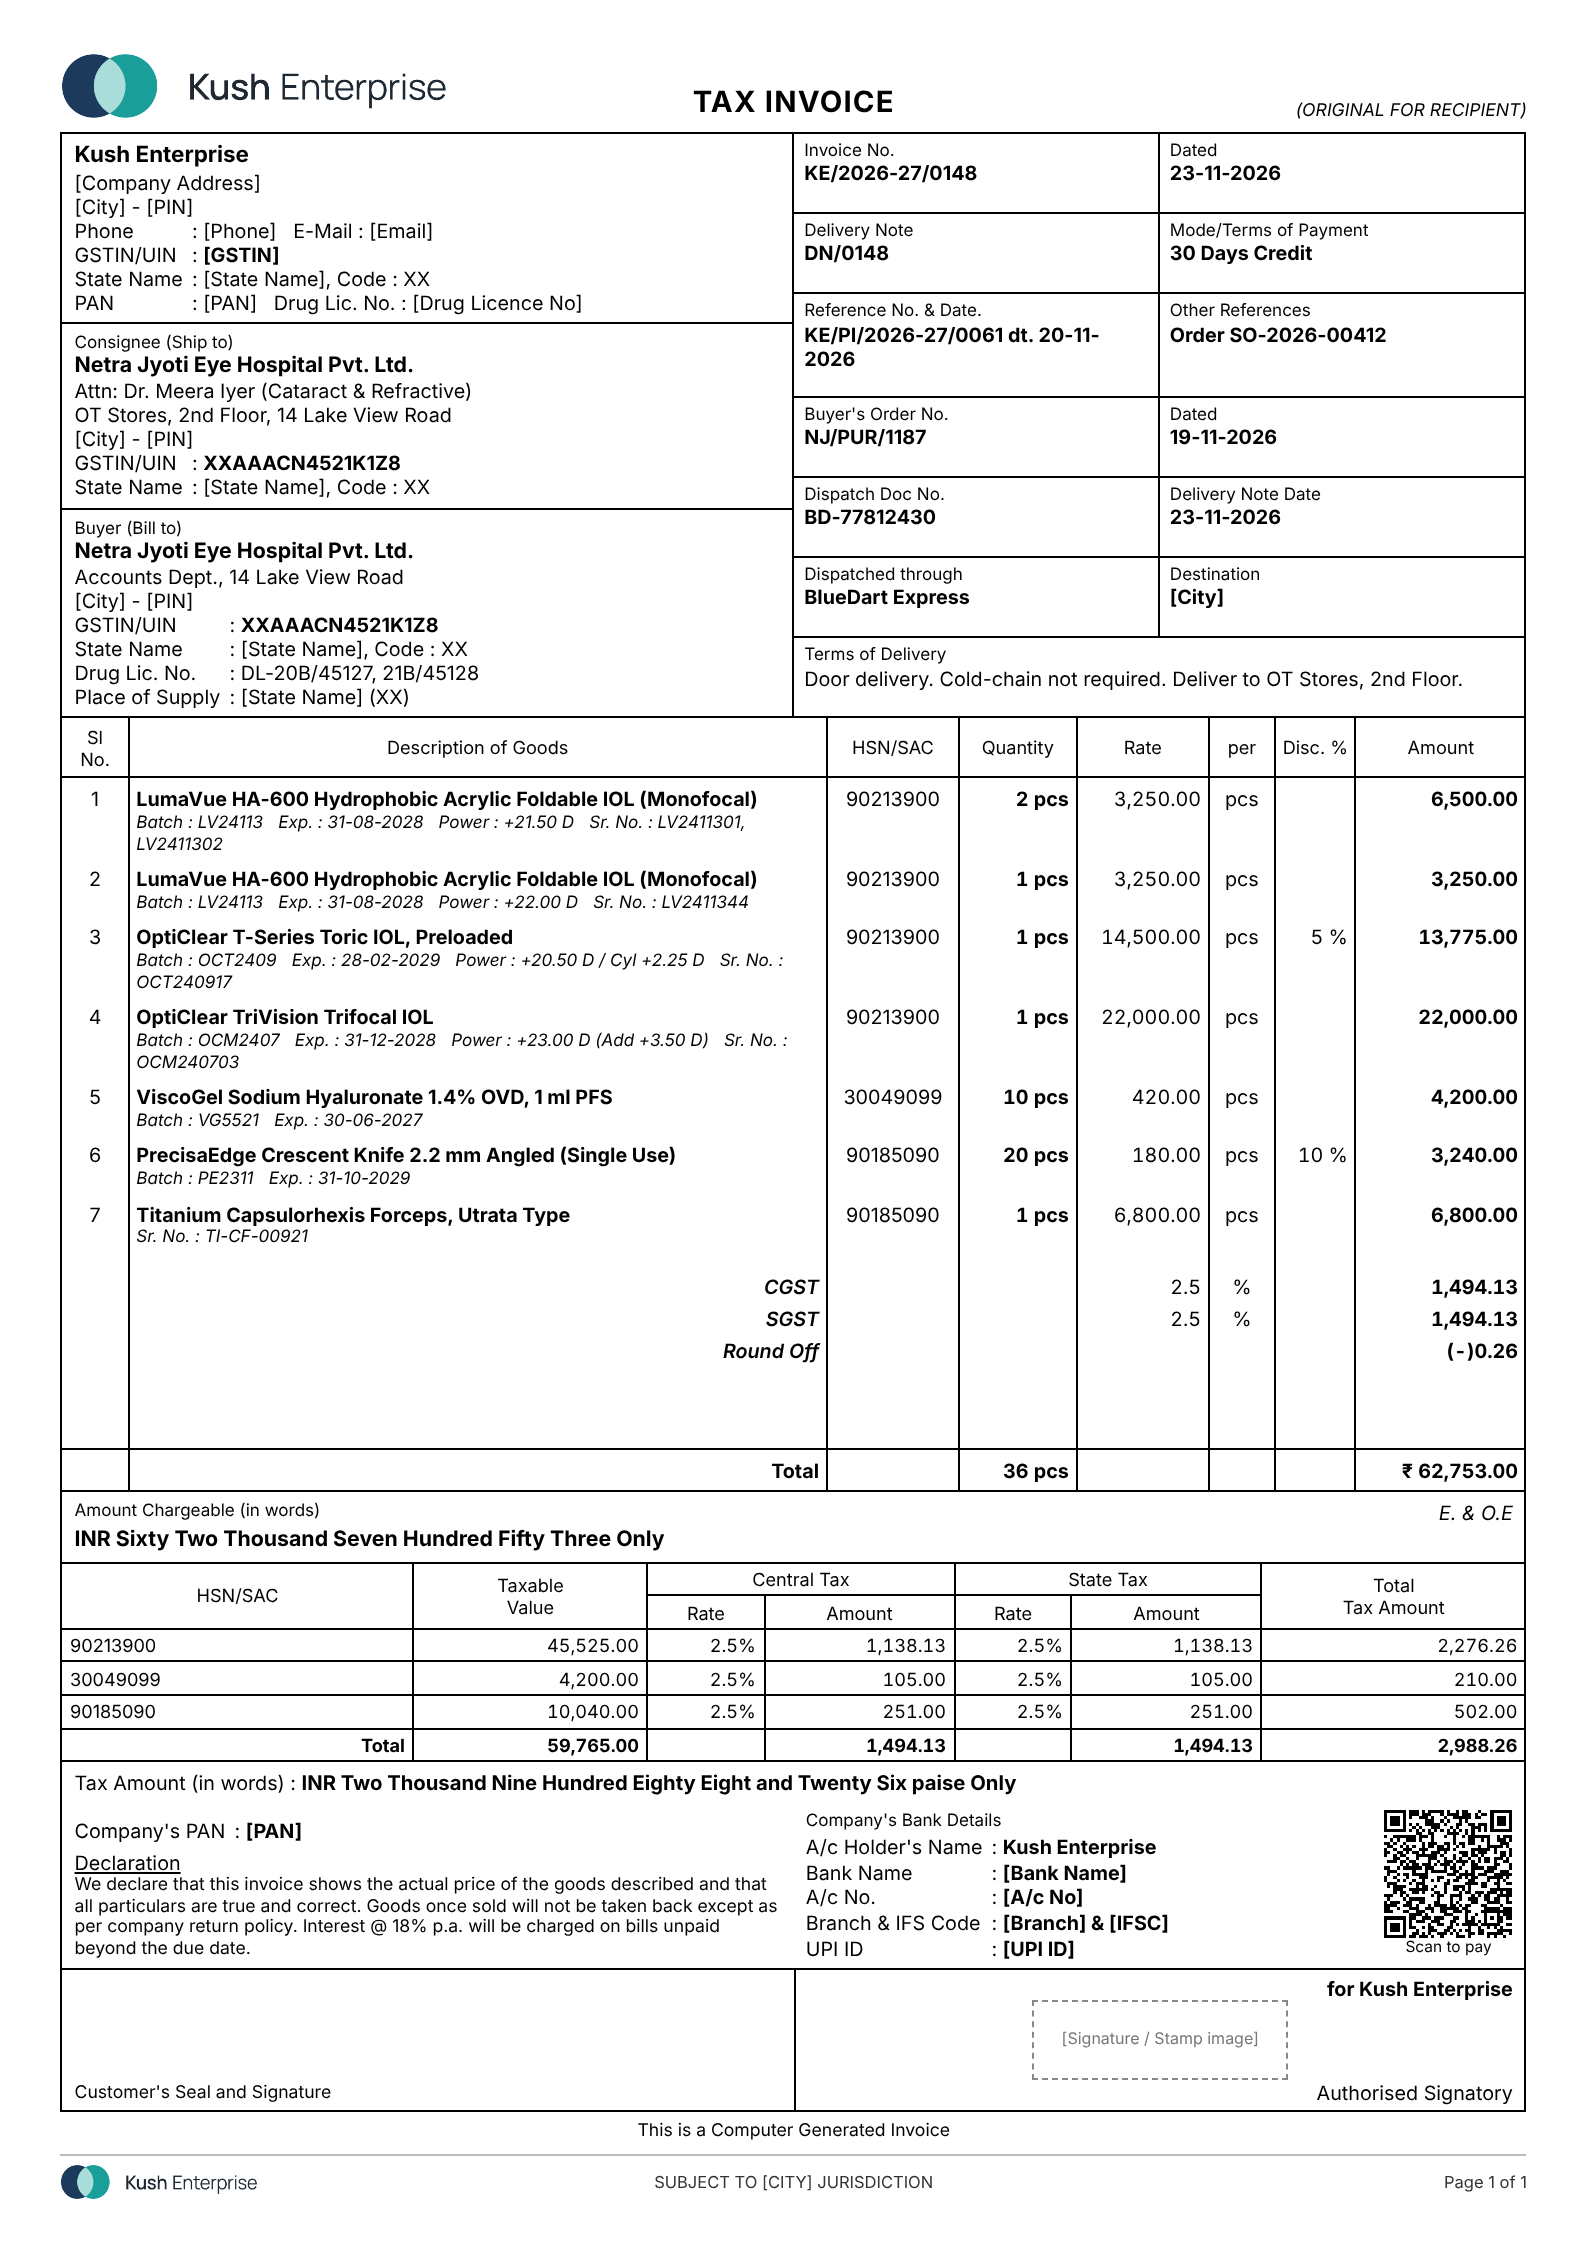 Kush Enterprise
TAX INVOICE
(ORIGINAL FOR RECIPIENT)
Kush Enterprise
[Company Address]
[City] - [PIN]
Phone : [Phone] E-Mail : [Email]
GSTIN/UIN : [GSTIN]
State Name : [State Name], Code : XX
PAN : [PAN] Drug Lic. No. : [Drug Licence No]
Consignee (Ship to)
Netra Jyoti Eye Hospital Pvt. Ltd.
Attn: Dr. Meera Iyer (Cataract & Refractive)
OT Stores, 2nd Floor, 14 Lake View Road
[City] - [PIN]
GSTIN/UIN : XXAAACN4521K1Z8
State Name : [State Name], Code : XX
Buyer (Bill to)
Netra Jyoti Eye Hospital Pvt. Ltd.
Accounts Dept., 14 Lake View Road
[City] - [PIN]
GSTIN/UIN : XXAAACN4521K1Z8
State Name : [State Name], Code : XX
Drug Lic. No. : DL-20B/45127, 21B/45128
Place of Supply : [State Name] (XX)
Invoice No. Dated
KE/2026-27/0148 23-11-2026
Delivery Note Mode/Terms of Payment
DN/0148 30 Days Credit
Reference No. & Date. Other References
KE/PI/2026-27/0061 dt. 20-11- Order SO-2026-00412
2026
Buyer's Order No. Dated
NJ/PUR/1187 19-11-2026
Dispatch Doc No. Delivery Note Date
BD-77812430 23-11-2026
Dispatched through Destination
BlueDart Express [City]
Terms of Delivery
Door delivery. Cold-chain not required. Deliver to OT Stores, 2nd Floor.
Sl
No. Description of Goods HSN/SAC Quantity Rate per Disc. % Amount
1 LumaVue HA-600 Hydrophobic Acrylic Foldable IOL (Monofocal) 90213900 2 pcs 3,250.00 pcs 6,500.00
Batch : LV24113 Exp. : 31-08-2028 Power : +21.50 D Sr. No. : LV2411301,
LV2411302
2 LumaVue HA-600 Hydrophobic Acrylic Foldable IOL (Monofocal) 90213900 1 pcs 3,250.00 pcs 3,250.00
Batch : LV24113 Exp. : 31-08-2028 Power : +22.00 D Sr. No. : LV2411344
3 OptiClear T-Series Toric IOL, Preloaded 90213900 1 pcs 14,500.00 pcs 5 % 13,775.00
Batch : OCT2409 Exp. : 28-02-2029 Power : +20.50 D / Cyl +2.25 D Sr. No. :
OCT240917
4 OptiClear TriVision Trifocal IOL 90213900 1 pcs 22,000.00 pcs 22,000.00
Batch : OCM2407 Exp. : 31-12-2028 Power : +23.00 D (Add +3.50 D) Sr. No. :
OCM240703
5 ViscoGel Sodium Hyaluronate 1.4% OVD, 1 ml PFS 30049099 10 pcs 420.00 pcs 4,200.00
Batch : VG5521 Exp. : 30-06-2027
6 PrecisaEdge Crescent Knife 2.2 mm Angled (Single Use) 90185090 20 pcs 180.00 pcs 10 % 3,240.00
Batch : PE2311 Exp. : 31-10-2029
7 Titanium Capsulorhexis Forceps, Utrata Type 90185090 1 pcs 6,800.00 pcs 6,800.00
Sr. No. : TI-CF-00921
CGST 2.5 % 1,494.13
SGST 2.5 % 1,494.13
Round Off (-)0.26
Total 36 pcs ₹ 62,753.00
Amount Chargeable (in words) E. & O.E
INR Sixty Two Thousand Seven Hundred Fifty Three Only
HSN/SAC Taxable Value Central Tax State Tax Total Tax Amount
Rate Amount Rate Amount
90213900 45,525.00 2.5% 1,138.13 2.5% 1,138.13 2,276.26
30049099 4,200.00 2.5% 105.00 2.5% 105.00 210.00
90185090 10,040.00 2.5% 251.00 2.5% 251.00 502.00
Total 59,765.00 1,494.13 1,494.13 2,988.26
Tax Amount (in words) : INR Two Thousand Nine Hundred Eighty Eight and Twenty Six paise Only
Company's PAN : [PAN]
Declaration
We declare that this invoice shows the actual price of the goods described and that
all particulars are true and correct. Goods once sold will not be taken back except as
per company return policy. Interest @ 18% p.a. will be charged on bills unpaid
beyond the due date.
Company's Bank Details
A/c Holder's Name : Kush Enterprise
Bank Name : [Bank Name]
A/c No. : [A/c No]
Branch & IFS Code : [Branch] & [IFSC]
UPI ID : [UPI ID]
Scan to pay
for Kush Enterprise
[Signature / Stamp image]
Customer's Seal and Signature
Authorised Signatory
This is a Computer Generated Invoice
Kush Enterprise
SUBJECT TO [CITY] JURISDICTION
Page 1 of 1